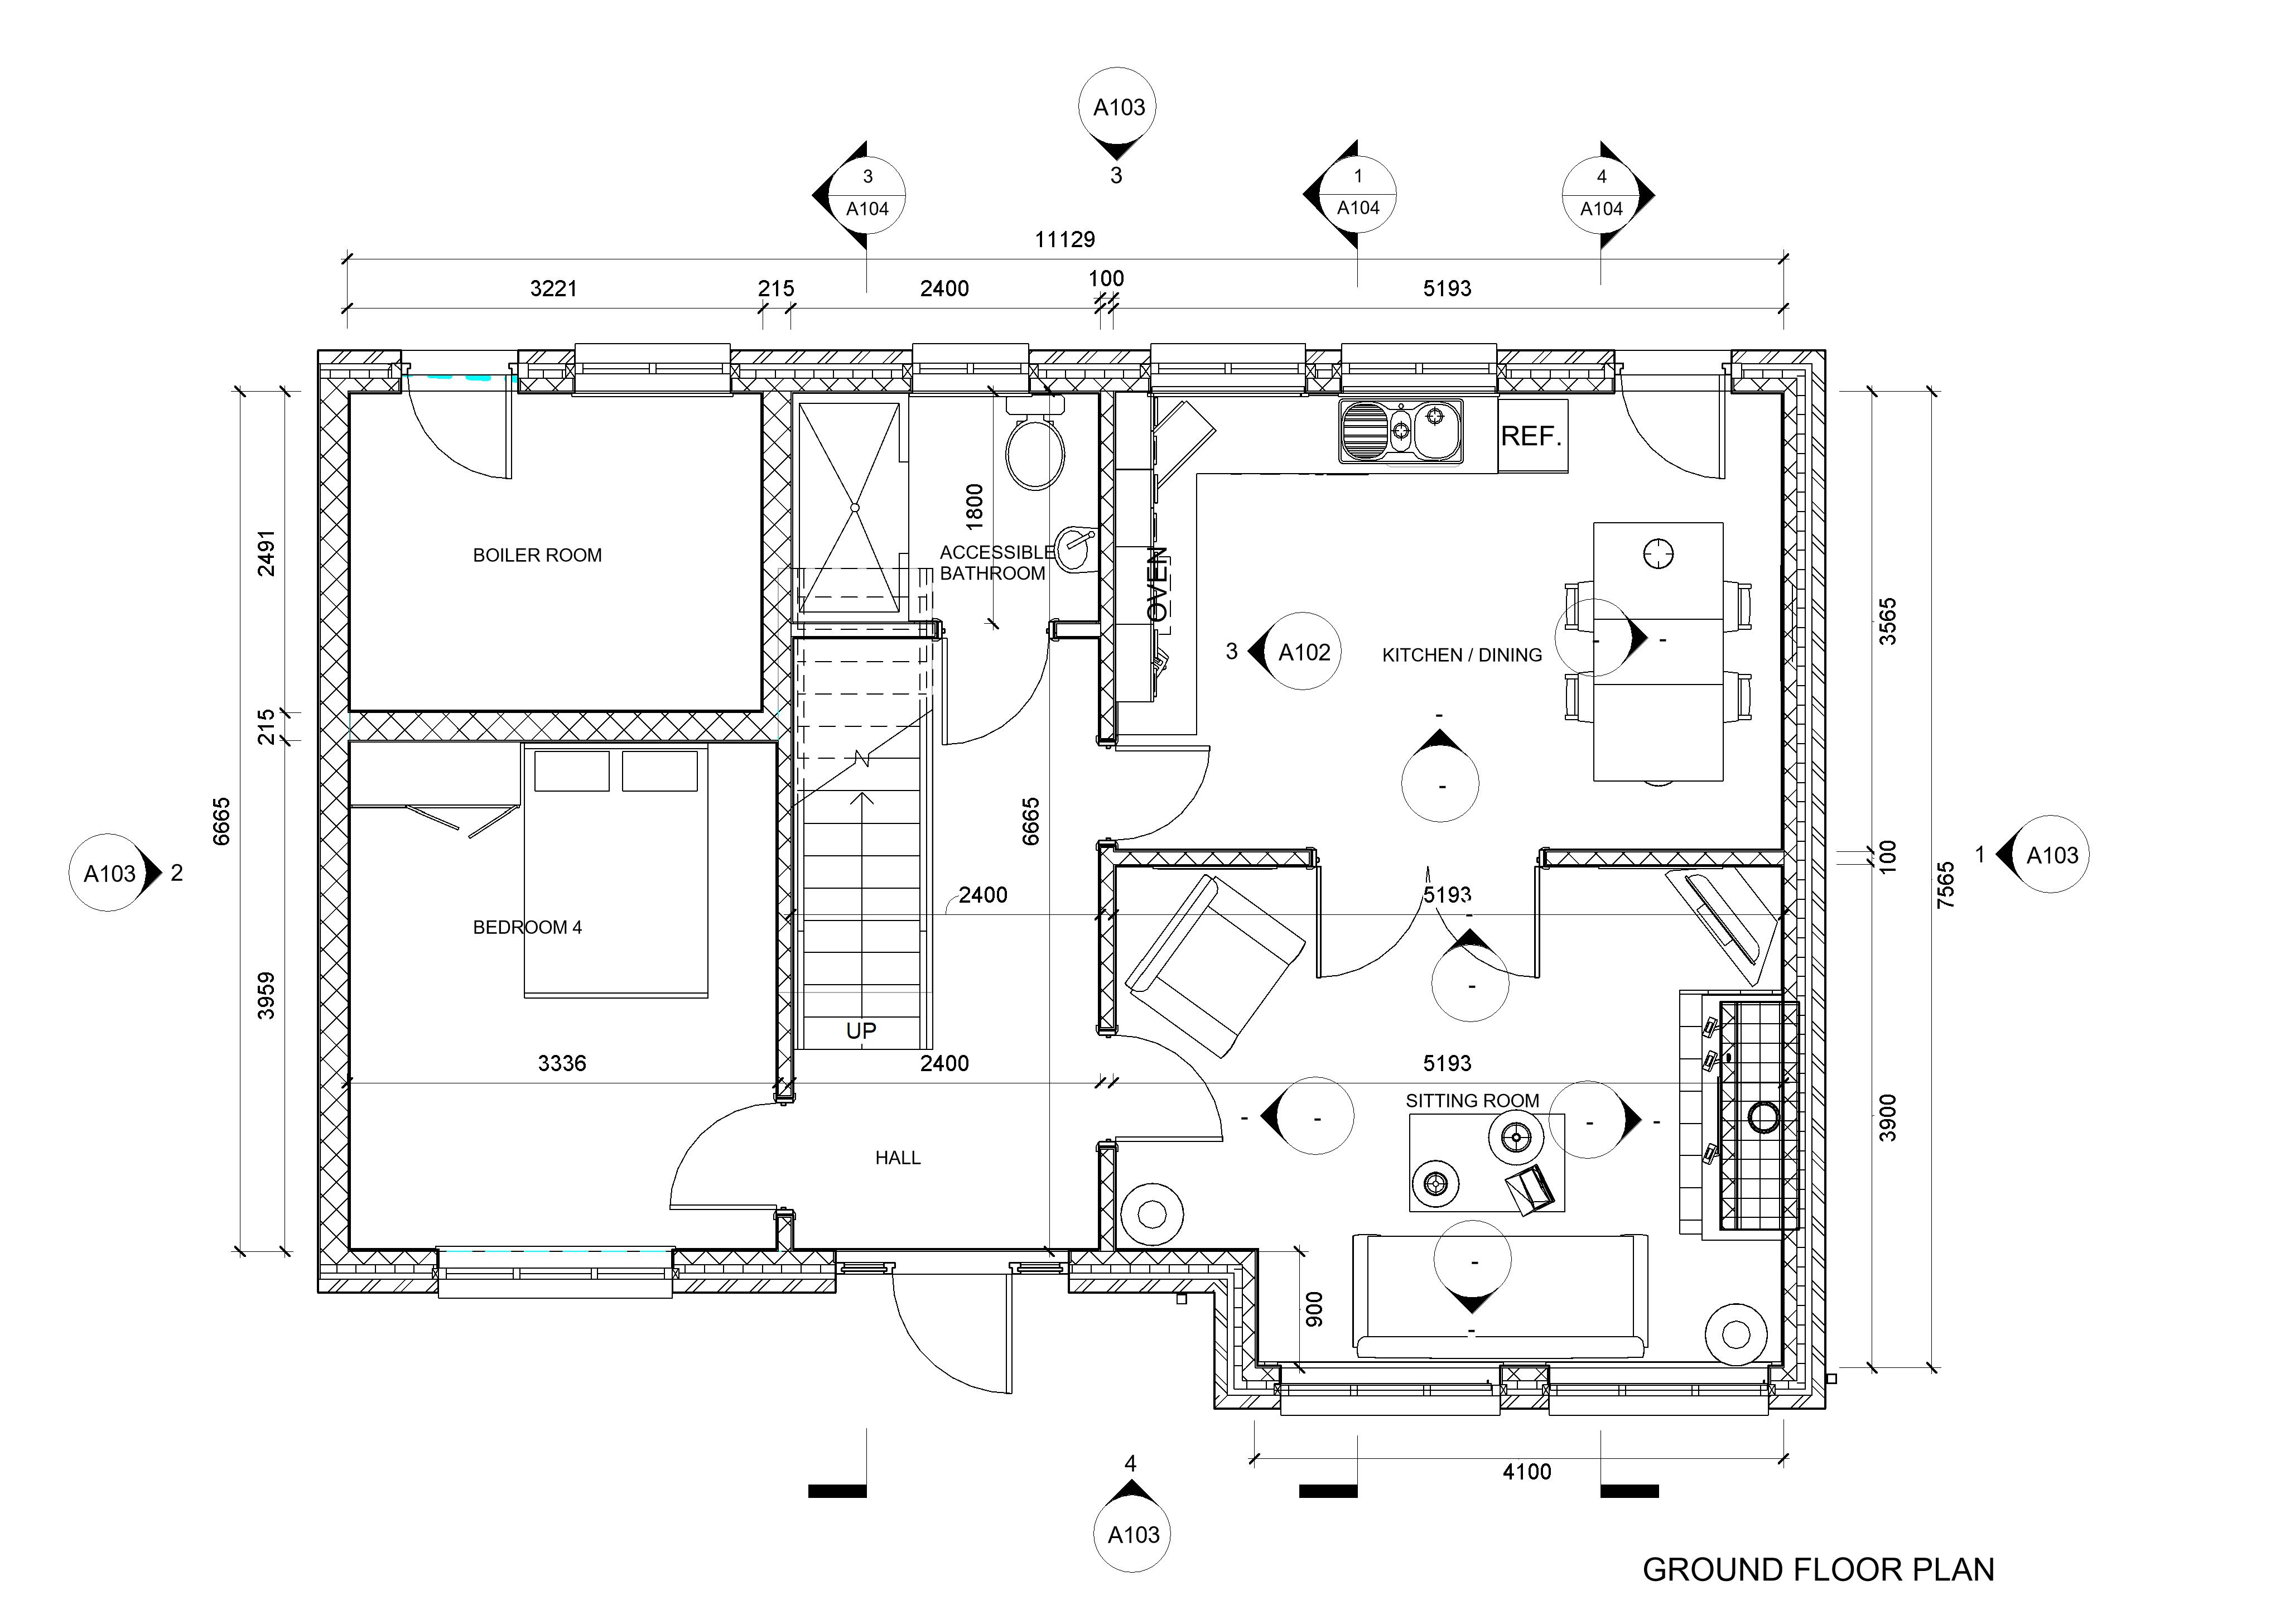 A103
3
3
A104
1
A104
4
A104
11129
3221
215
2400
100
5193
REF.
2491
1800
BOILER ROOM
ACCESSIBLE
BATHROOM
OVEN
3565
3
A102
KITCHEN / DINING
-
-
215
-
-
6665
6665
100
A103
2
1
A103
7565
2400
5193
-
BEDROOM 4
3959
-
UP
3336
2400
5193
SITTING ROOM
-
-
-
-
3900
HALL
-
900
-
4
4100
A103
GROUND FLOOR PLAN